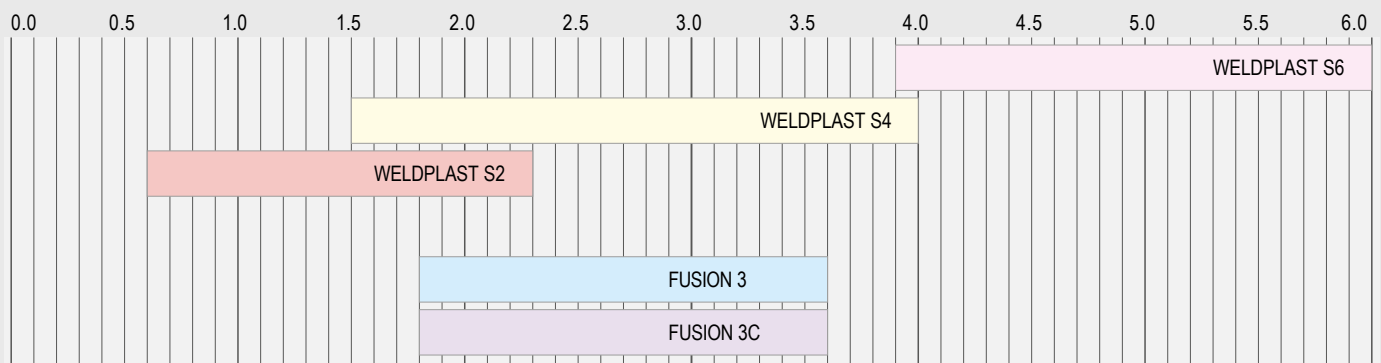 0.0 0.5 1.0 1.5 2.0 2.5 3.0 3.5 4.0 4.5 5.0 5.5 6.0
WELDPLAST S6
WELDPLAST S4
WELDPLAST S2
FUSION 3
FUSION 3C